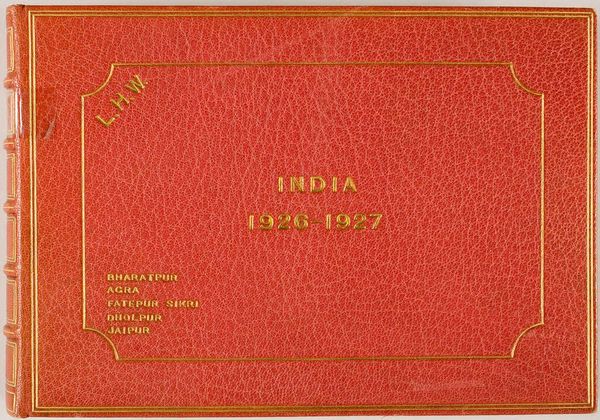 L.H.W.
INDIA
1926-1927
BHARATPUR
AGRA
FATEPUR SIKRI
DHOLPUR
JAIPUR